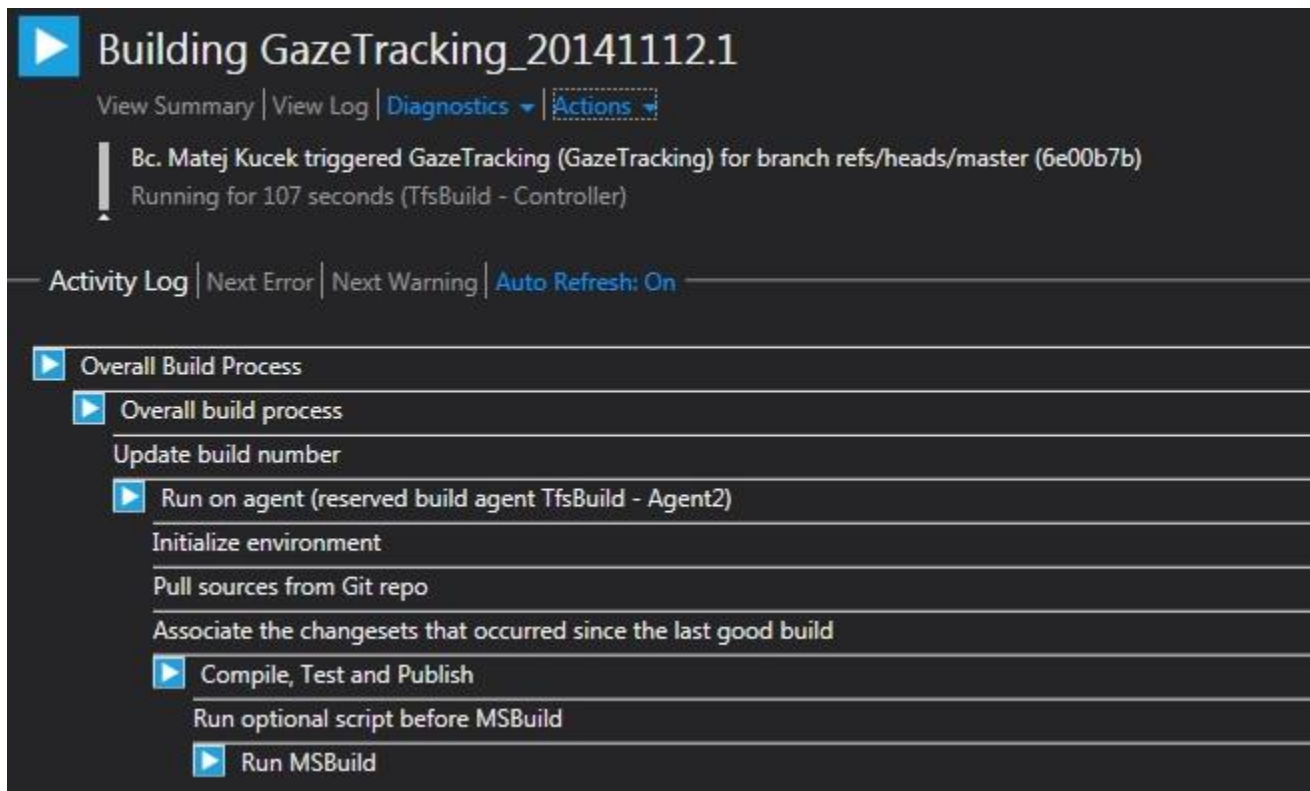 Building GazeTracking_20141112.1
View Summary | View Log | Diagnostics | Actions
Bc. Matej Kucek triggered GazeTracking (GazeTracking) for branch refs/heads/master (6e00b7b)
Running for 107 seconds (TfsBuild - Controller)
Activity Log | Next Error | Next Warning | Auto Refresh: On
Overall Build Process
Overall build process
Update build number
Run on agent (reserved build agent TfsBuild - Agent2)
Initialize environment
Pull sources from Git repo
Associate the changesets that occurred since the last good build
Compile, Test and Publish
Run optional script before MSBuild
Run MSBuild